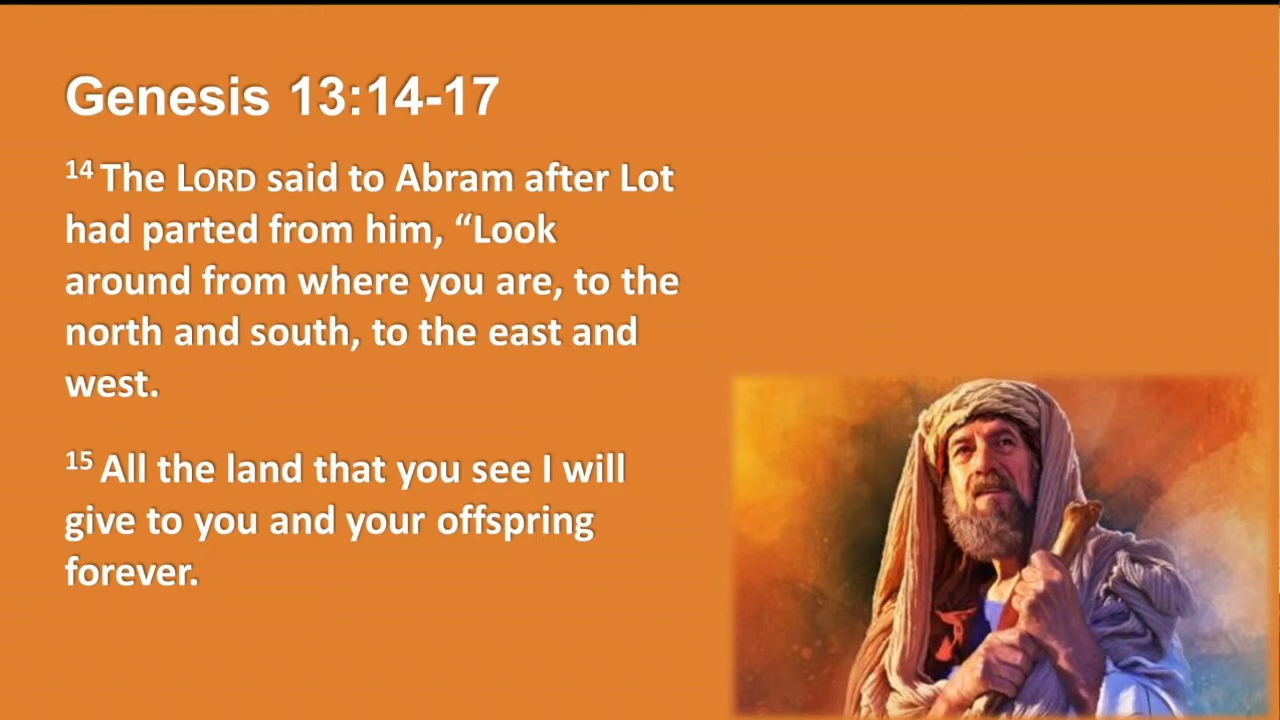 Genesis 13:14-17
14 The LORD said to Abram after Lot
had parted from him, “Look
around from where you are, to the
north and south, to the east and
west.
15 All the land that you see I will
give to you and your offspring
forever.